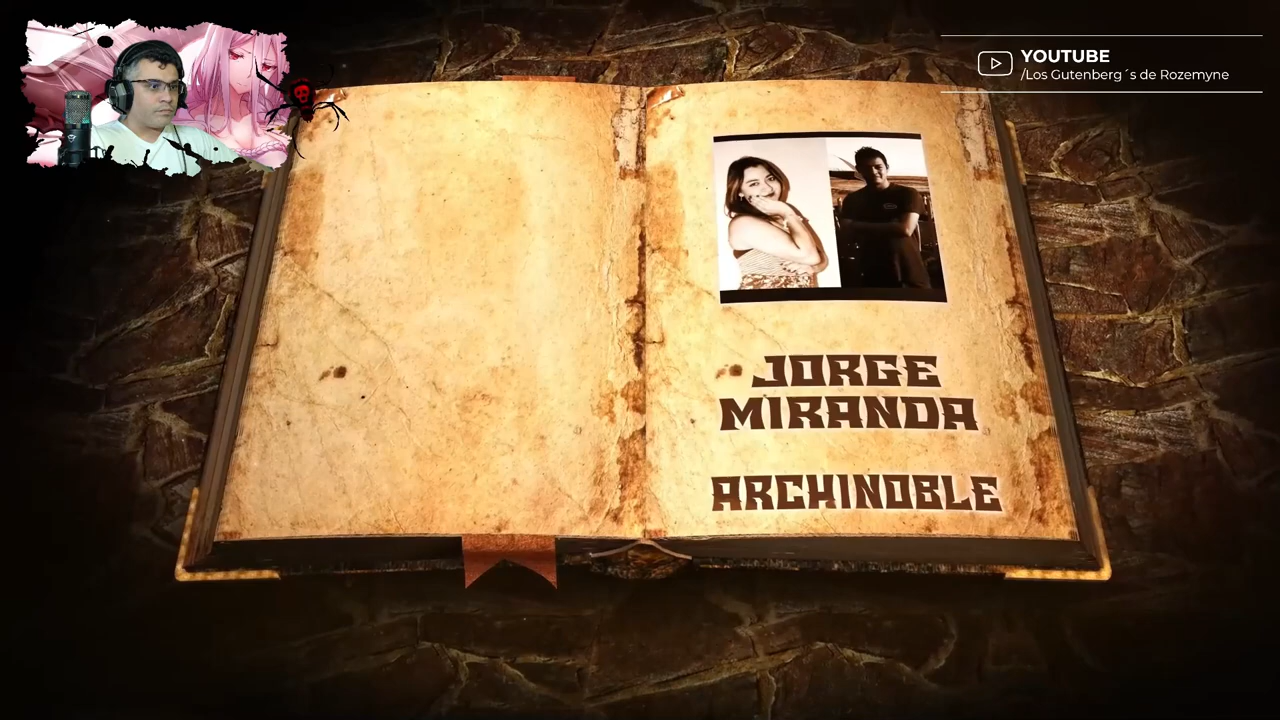 YOUTUBE
/Los Gutenberg´s de Rozemyne
JORGE
MIRANDA
ARCHINOBLE